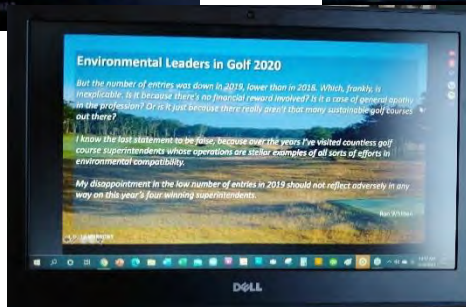 Environmental Leaders in Golf 2020
But the number of entries was down in 2019, lower than in 2018. Which, frankly, is
inexplicable. Is it because there's no financial reward involved? Is it a case of general apathy
in the profession? Or is it just because there really aren't that many sustainable golf courses
out there?
I know the last statement to be false, because over the years I've visited countless golf
course superintendents whose operations are stellar examples of all sorts of efforts in
environmental compatibility.
My disappointment in the low number of entries in 2019 should not reflect adversely in any
way on this year's four winning superintendents.
Ron Whitten
DELL